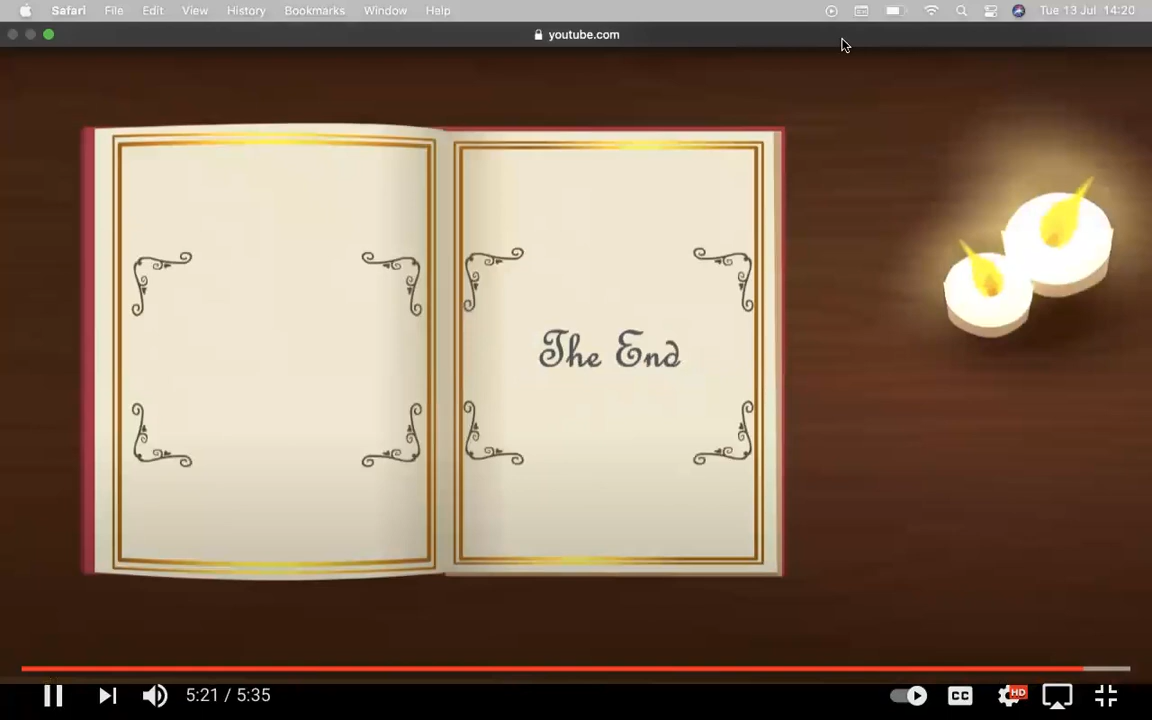 Safari File Edit View History Bookmarks Window Help Tue 13 Jul 14:20
youtube.com
The End
5:21 / 5:35 CC HD